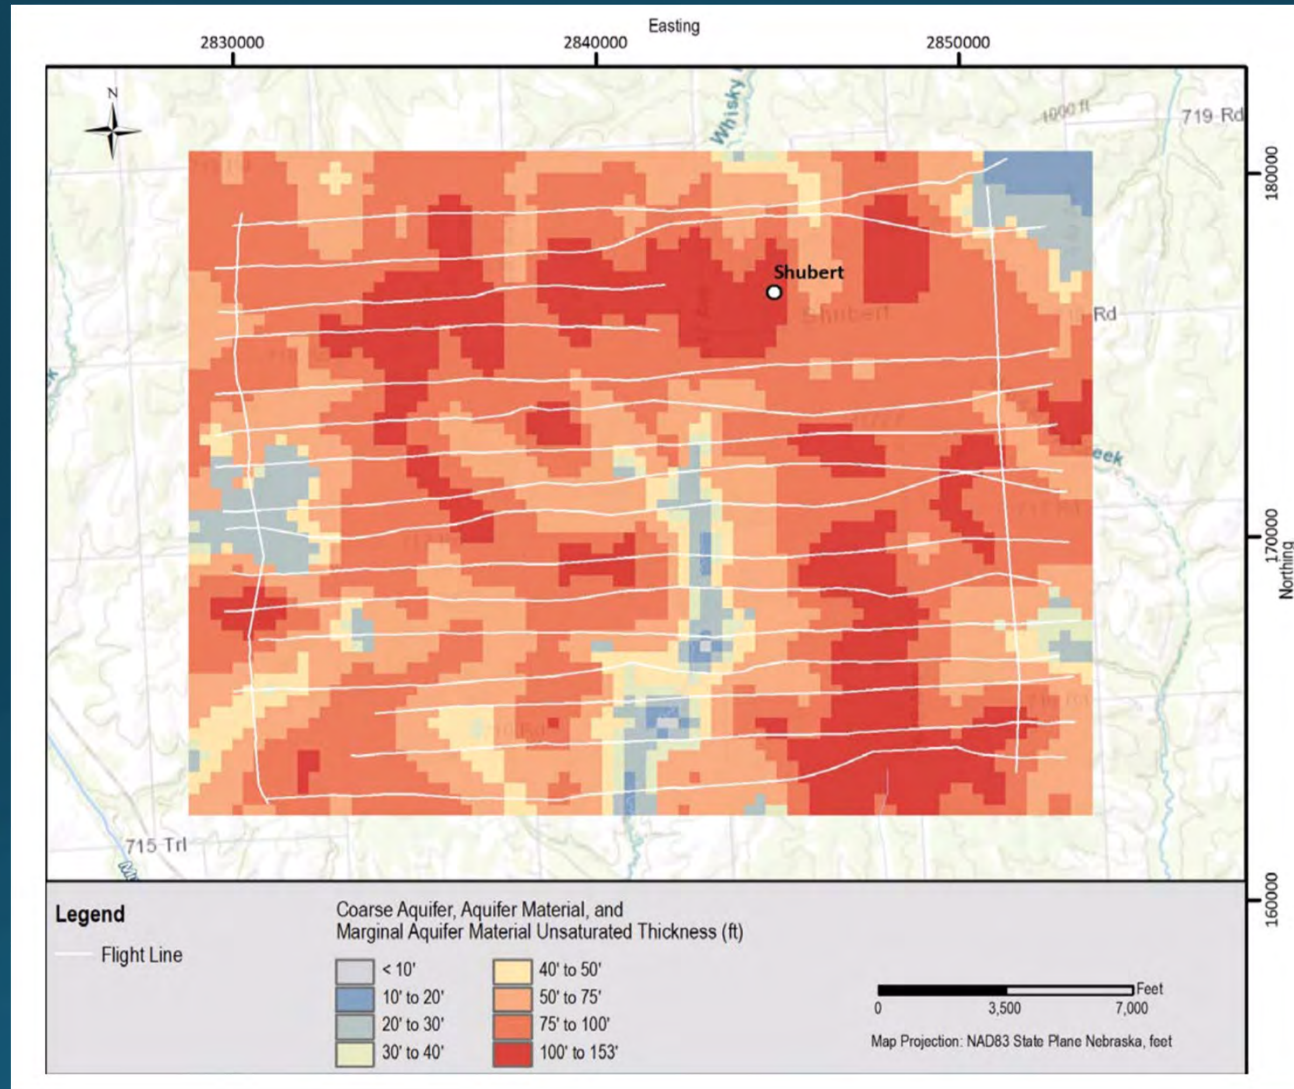 Easting
2830000
2840000
2850000
N
Whisky
1000 ft
719 Rd
180000
Shubert
Shubert
Rd
eek
170000
Northing
715 Trl
160000
Legend
Flight Line
Coarse Aquifer, Aquifer Material, and
Marginal Aquifer Material Unsaturated Thickness (ft)
< 10'
10' to 20'
20' to 30'
30' to 40'
40' to 50'
50' to 75'
75' to 100'
100' to 153'
Feet
0
3,500
7,000
Map Projection: NAD83 State Plane Nebraska, feet